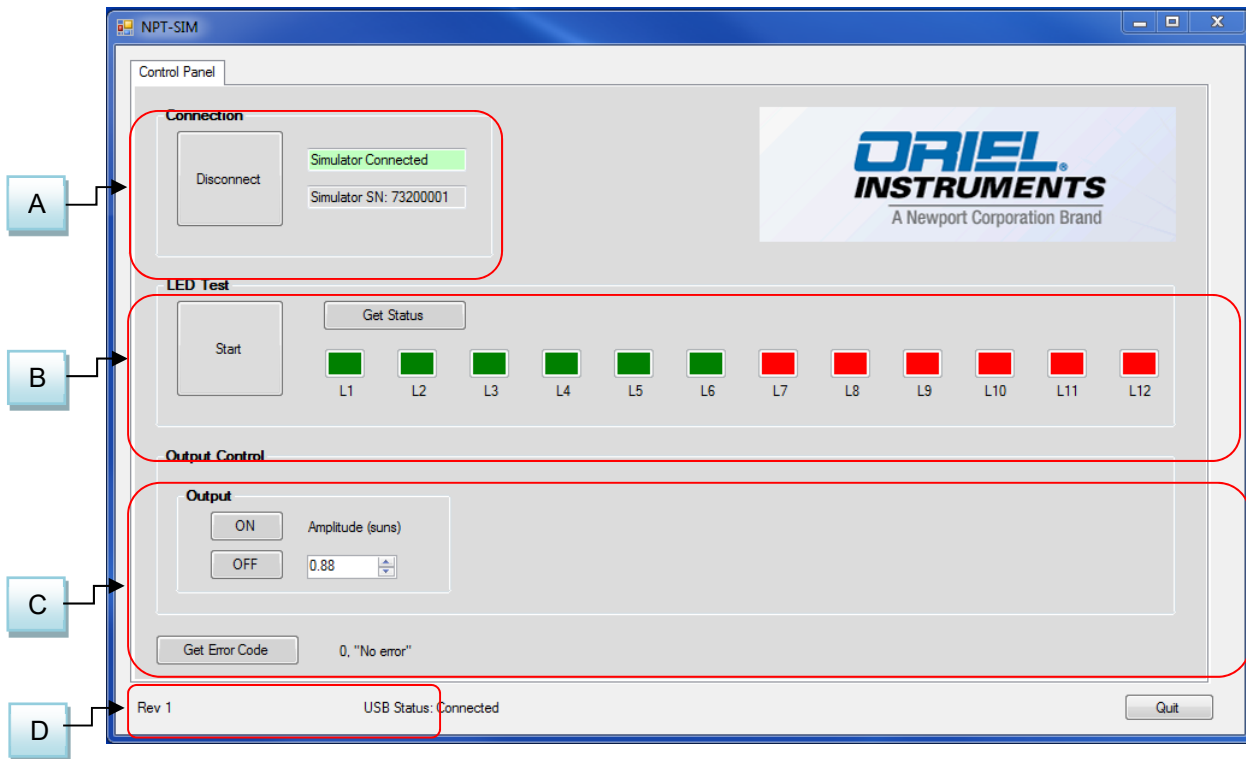 NPT-SIM
Control Panel
Connection
Disconnect
Simulator Connected
Simulator SN: 73200001
ORIEL®
INSTRUMENTS
A Newport Corporation Brand
A
LED Test
Start
Get Status
L1 L2 L3 L4 L5 L6 L7 L8 L9 L10 L11 L12
B
Output Control
Output
ON
Amplitude (suns)
OFF
0.88
C
Get Error Code
0, "No error"
Rev 1
USB Status: Connected
Quit
D